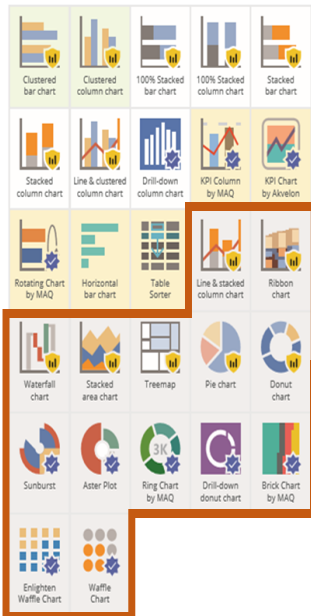 Clustered
bar chart
Clustered
column chart
100% Stacked
bar chart
100% Stacked
column chart
Stacked
bar chart
Stacked
column chart
Line & clustered
column chart
Drill-down
column chart
KPI Column
by MAQ
KPI Chart
by Akvelon
Rotating Chart
by MAQ
Horizontal
bar chart
Table
Sorter
Line & stacked
column chart
Ribbon
chart
Waterfall
chart
Stacked
area chart
Treemap
Pie chart
Donut
chart
Sunburst
Aster Plot
3K
Ring Chart
by MAQ
Drill-down
donut chart
Brick Chart
by MAQ
Enlighten
Waffle Chart
Waffle
Chart